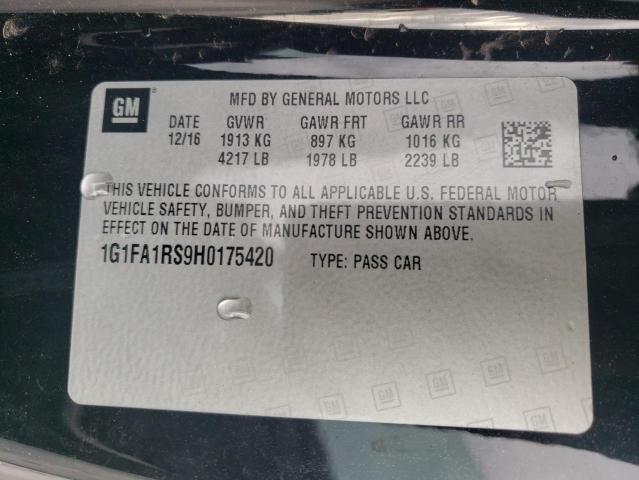 GM
®
MFD BY GENERAL MOTORS LLC
DATE GVWR GAWR FRT GAWR RR
12/16 1913 KG 897 KG 1016 KG
4217 LB 1978 LB 2239 LB
THIS VEHICLE CONFORMS TO ALL APPLICABLE U.S. FEDERAL MOTOR
VEHICLE SAFETY, BUMPER, AND THEFT PREVENTION STANDARDS IN
EFFECT ON THE DATE OF MANUFACTURE SHOWN ABOVE.
1G1FA1RS9H0175420 TYPE: PASS CAR